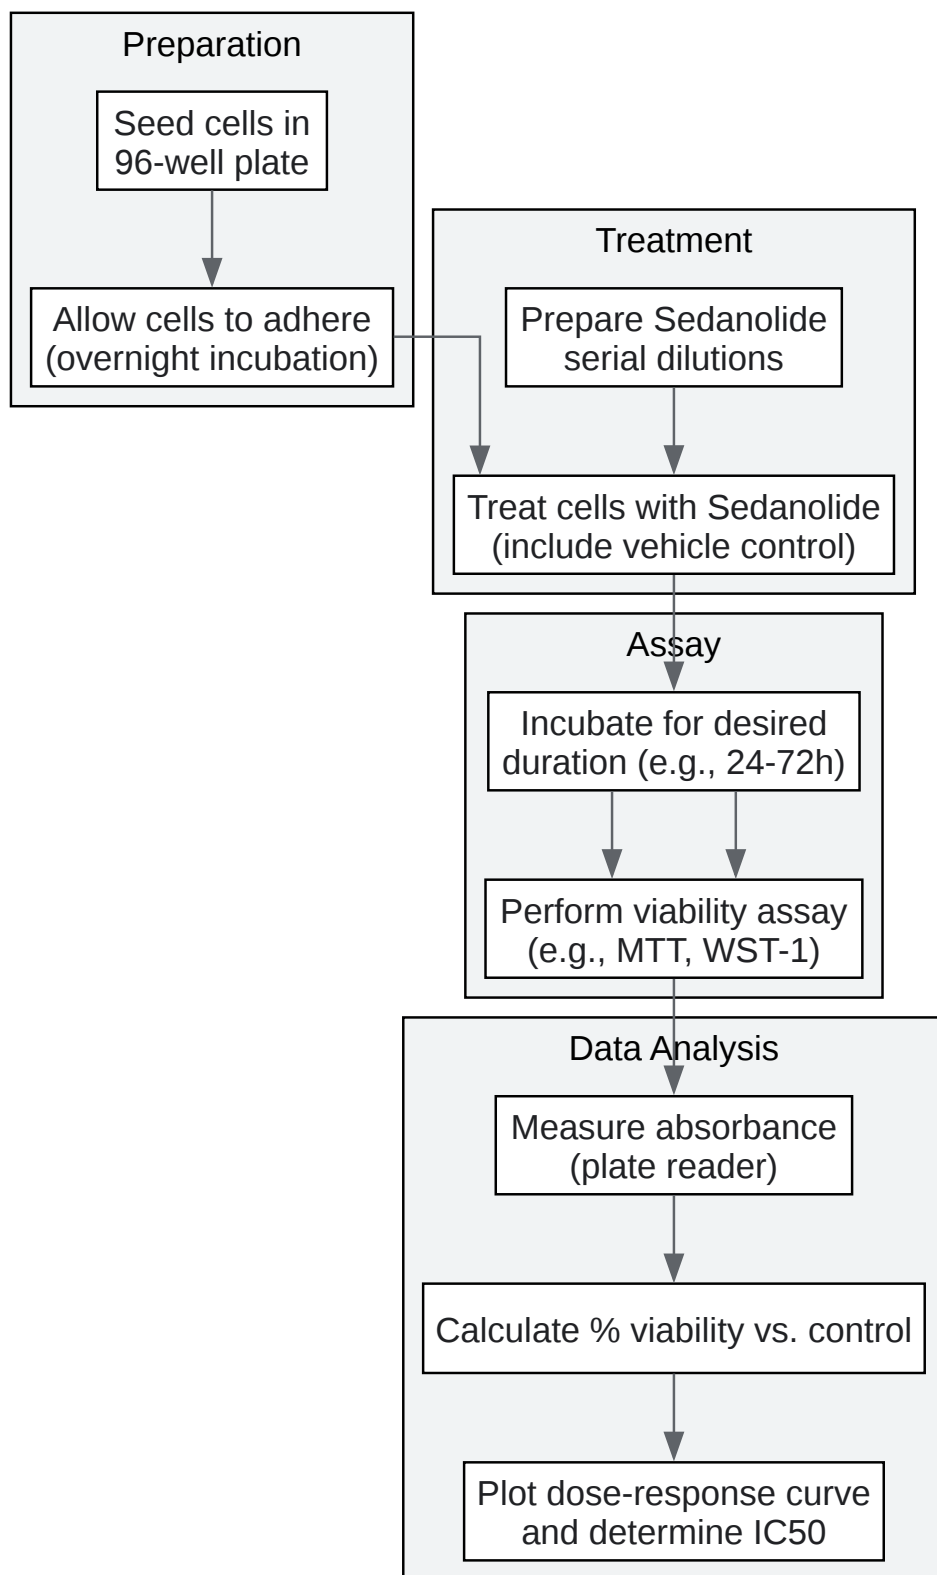 Preparation
Seed cells in
96-well plate
Allow cells to adhere
(overnight incubation)
Treatment
Prepare Sedanolide
serial dilutions
Treat cells with Sedanolide
(include vehicle control)
Assay
Incubate for desired
duration (e.g., 24-72h)
Perform viability assay
(e.g., MTT, WST-1)
Data Analysis
Measure absorbance
(plate reader)
Calculate % viability vs. control
Plot dose-response curve
and determine IC50